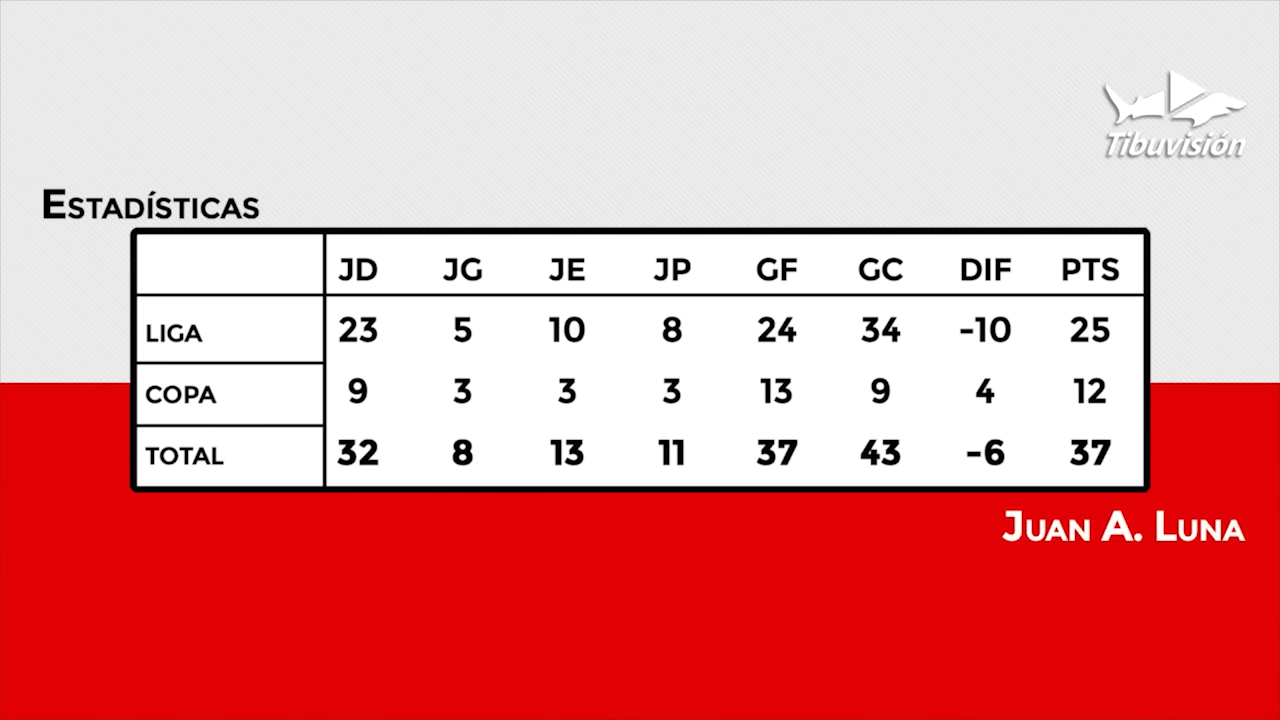 Tibuvisión
Estadísticas
JD JG JE JP GF GC DIF PTS
LIGA 23 5 10 8 24 34 -10 25
COPA 9 3 3 3 13 9 4 12
TOTAL 32 8 13 11 37 43 -6 37
Juan A. Luna